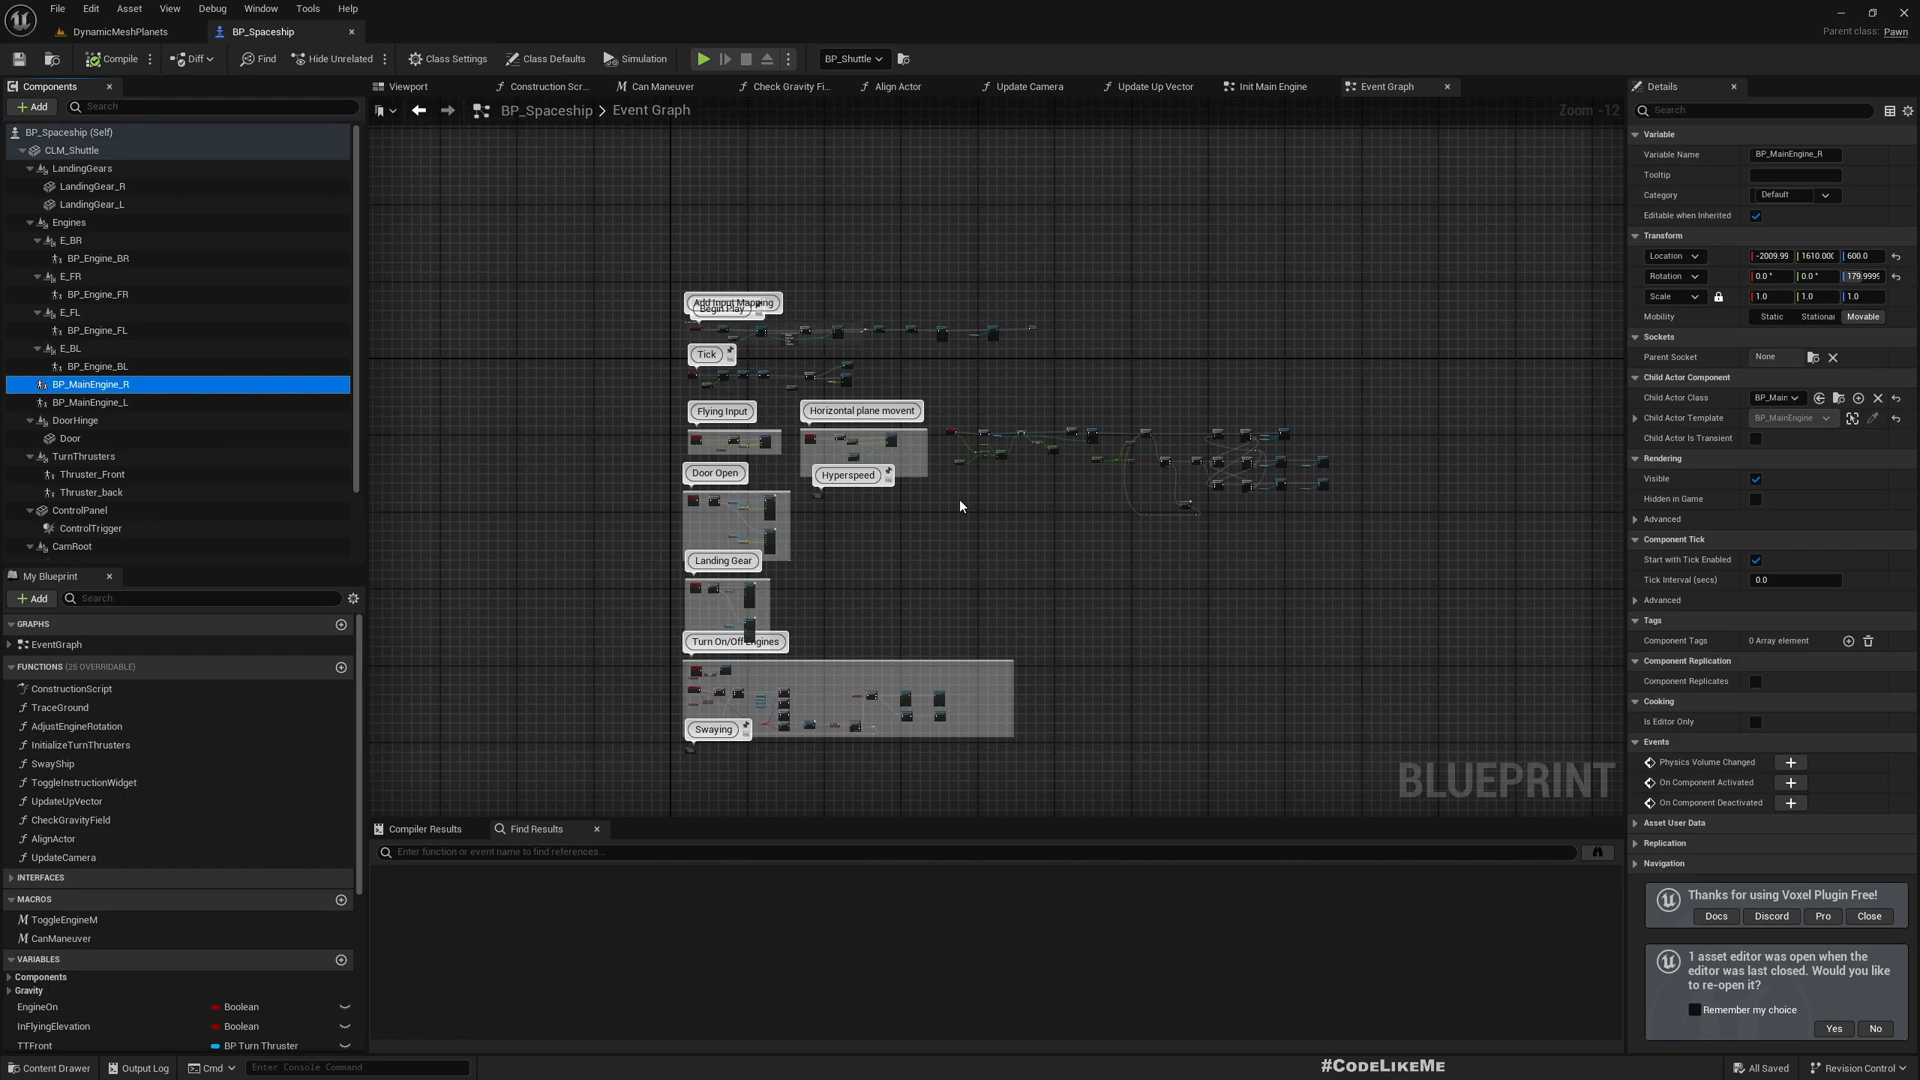 File Edit Asset View Debug Window Tools Help
DynamicMeshPlanets BP_Spaceship
Parent class: Pawn
Compile Diff Find Hide Unrelated Class Settings Class Defaults Simulation BP_Shuttle
Components
Viewport Construction Scr... Can Maneuver Check Gravity Fi... Align Actor Update Camera Update Up Vector Init Main Engine Event Graph
Details
Add Search
BP_Spaceship > Event Graph
Zoom -12
Search
BP_Spaceship (Self)
CLM_Shuttle
LandingGears
LandingGear_R
LandingGear_L
Engines
E_BR
BP_Engine_BR
E_FR
BP_Engine_FR
E_FL
BP_Engine_FL
E_BL
BP_Engine_BL
BP_MainEngine_R
BP_MainEngine_L
DoorHinge
Door
TurnThrusters
Thruster_Front
Thruster_back
ControlPanel
ControlTrigger
CamRoot
My Blueprint
Add Search
GRAPHS
EventGraph
FUNCTIONS (25 OVERRIDABLE)
ConstructionScript
TraceGround
AdjustEngineRotation
InitializeTurnThrusters
SwayShip
ToggleInstructionWidget
UpdateUpVector
CheckGravityField
AlignActor
UpdateCamera
INTERFACES
MACROS
ToggleEngineM
CanManeuver
VARIABLES
Components
Gravity
EngineOn Boolean
InFlyingElevation Boolean
TTFront BP Turn Thruster
Add Input Mapping
Begin Play
Tick
Flying Input
Horizontal plane movent
Door Open
Hyperspeed
Landing Gear
Turn On/Off Engines
Swaying
BLUEPRINT
Compiler Results Find Results
Enter function or event name to find references...
Variable
Variable Name BP_MainEngine_R
Tooltip
Category Default
Editable when Inherited
Transform
Location -2009.99 1610.000 600.0
Rotation 0.0 ° 0.0 ° 179.9999
Scale 1.0 1.0 1.0
Mobility Static Stationar Movable
Sockets
Parent Socket None
Child Actor Component
Child Actor Class BP_Main
Child Actor Template BP_MainEngine
Child Actor Is Transient
Rendering
Visible
Hidden in Game
Advanced
Component Tick
Start with Tick Enabled
Tick Interval (secs) 0.0
Advanced
Tags
Component Tags 0 Array element
Component Replication
Component Replicates
Cooking
Is Editor Only
Events
Physics Volume Changed
On Component Activated
On Component Deactivated
Asset User Data
Replication
Navigation
Thanks for using Voxel Plugin Free!
Docs Discord Pro Close
1 asset editor was open when the
editor was last closed. Would you like
to re-open it?
Remember my choice
Yes No
Content Drawer Output Log Cmd Enter Console Command
#CODELIKEME
All Saved Revision Control